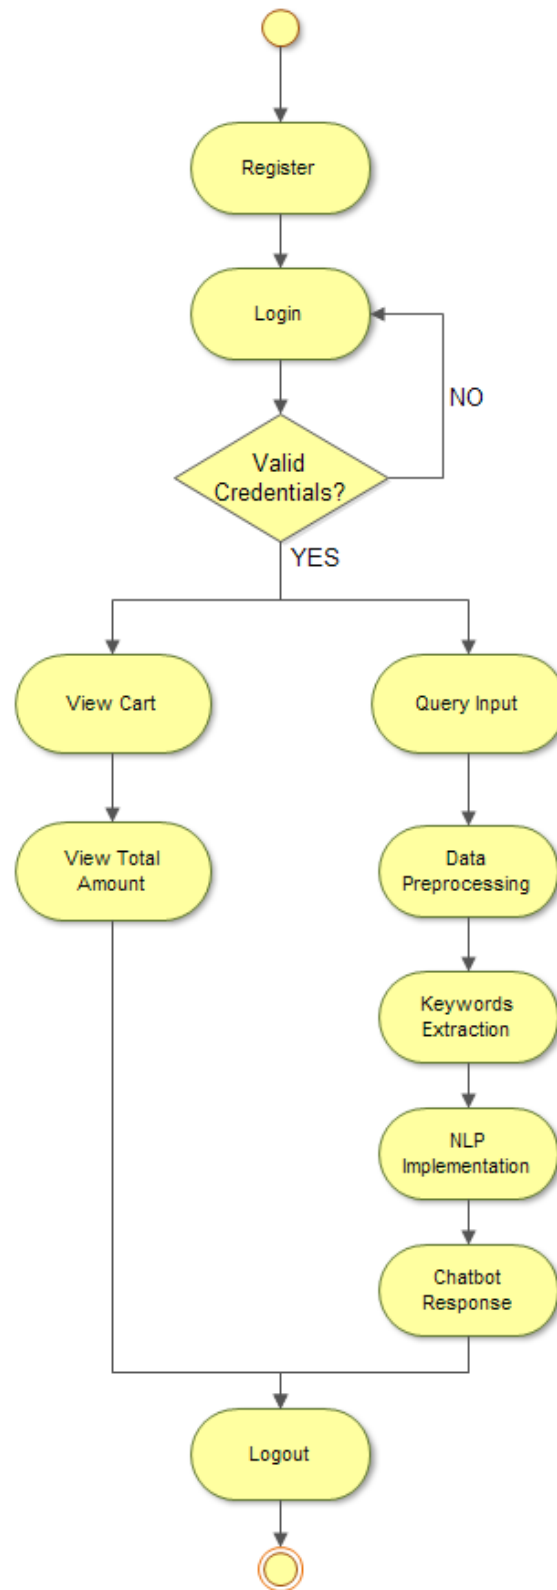 Register
Login
NO
Valid
Credentials?
YES
View Cart
Query Input
View Total
Amount
Data
Preprocessing
Keywords
Extraction
NLP
Implementation
Chatbot
Response
Logout